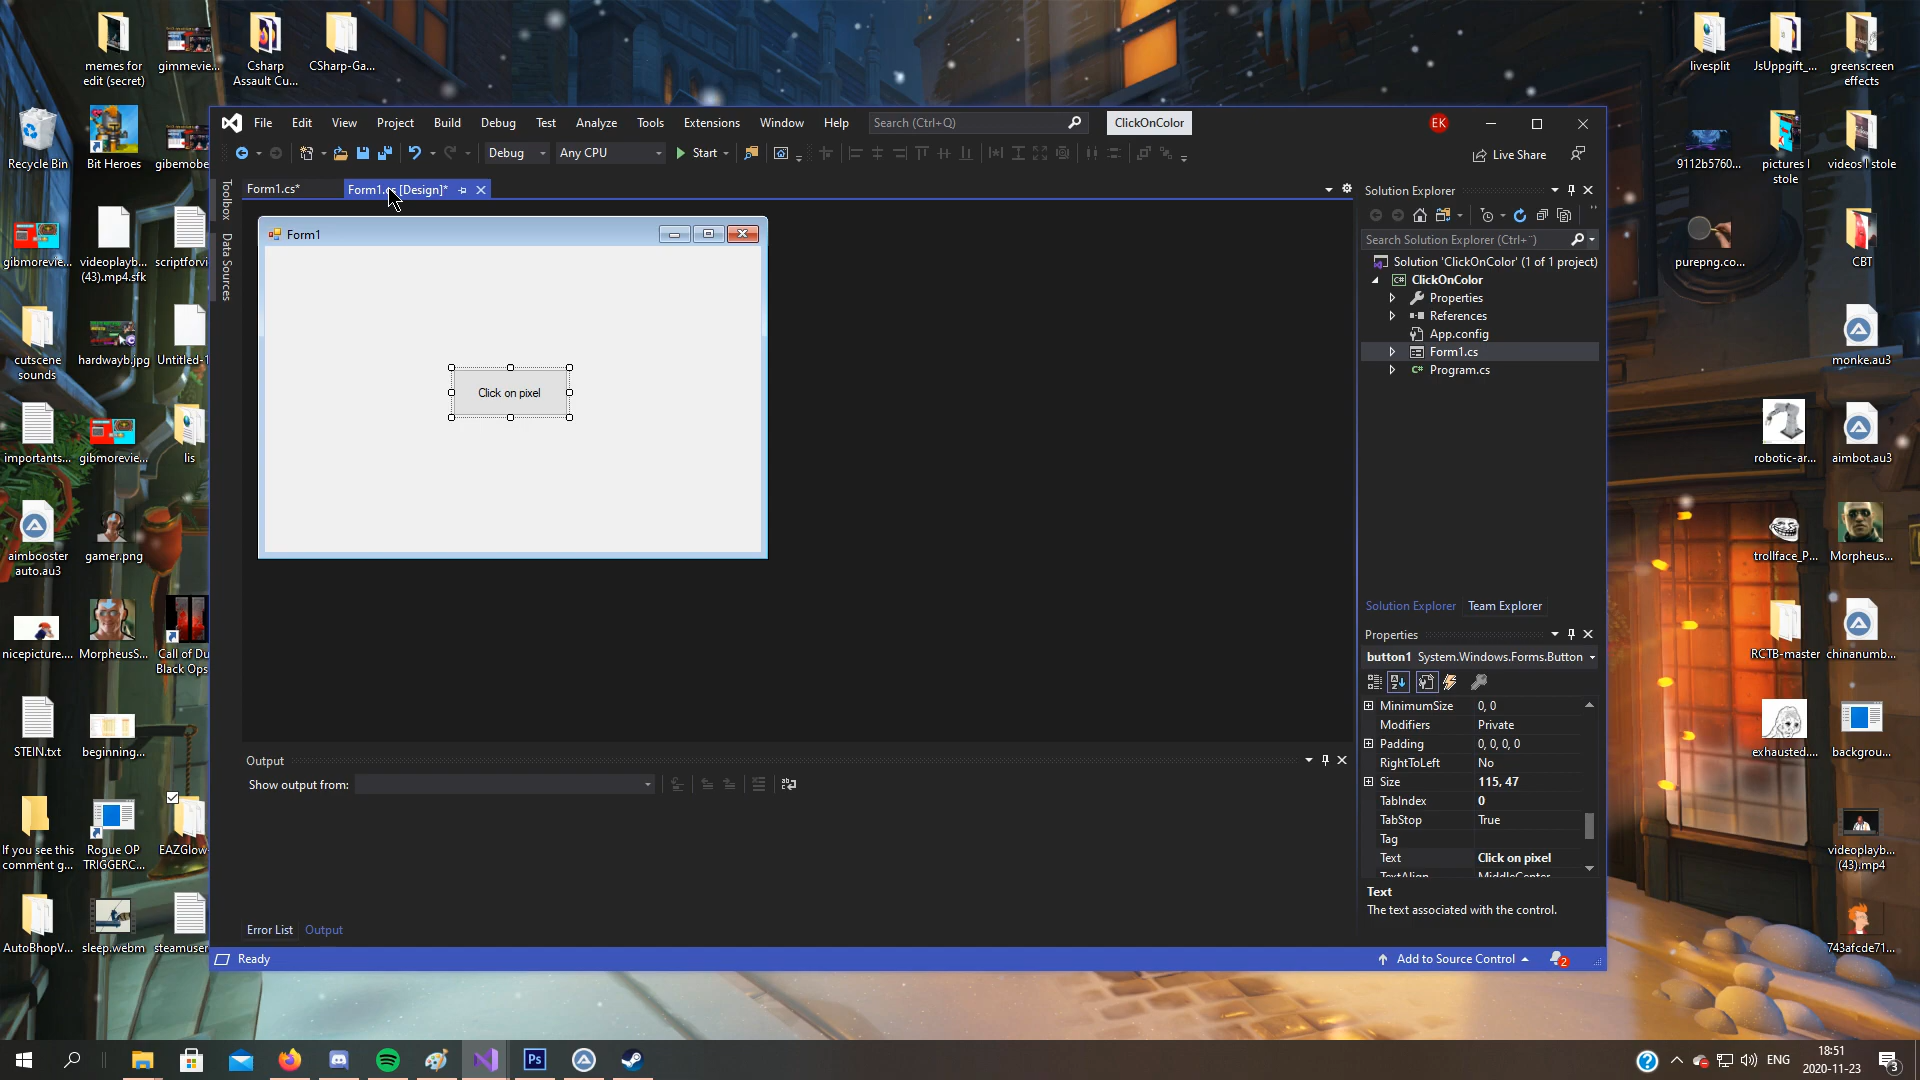 memes for
edit (secret)
gimmevie...
Csharp
Assault Cu...
CSharp-Ga...
livesplit
JsUppgift_...
greenscreen
effects
Recycle Bin
Bit Heroes
gibemobe
9112b5760...
pictures I
stole
videos I stole
gibmorevie...
videoplayb...
(43).mp4.sfk
scriptforvi
purepng.co...
CBT
cutscene
sounds
hardwayb.jpg
Untitled-1
monke.au3
importants...
gibmorevie...
lis
robotic-ar...
aimbot.au3
aimbooster
auto.au3
gamer.png
trollface_P...
Morpheus...
nicepicture....
MorpheusS...
Call of Du
Black Ops
RCTB-master
chinanumb...
STEIN.txt
beginning...
exhausted....
backgrou...
If you see this
comment g...
Rogue OP
TRIGGERC...
EAZGlow-
videoplayb...
(43).mp4
AutoBhopV...
sleep.webm
steamuser
743afcde71...
File Edit View Project Build Debug Test Analyze Tools Extensions Window Help Search (Ctrl+Q) ClickOnColor EK
Debug Any CPU Start Live Share
Toolbox
Data Sources
Form1.cs* Form1.cs [Design]*
Form1
Click on pixel
Solution Explorer
Search Solution Explorer (Ctrl+¨)
Solution 'ClickOnColor' (1 of 1 project)
C# ClickOnColor
Properties
References
App.config
Form1.cs
C# Program.cs
Solution Explorer Team Explorer
Properties
button1 System.Windows.Forms.Button
MinimumSize 0, 0
Modifiers Private
Padding 0, 0, 0, 0
RightToLeft No
Size 115, 47
TabIndex 0
TabStop True
Tag
Text Click on pixel
TextAlign MiddleCenter
Text
The text associated with the control.
Output
Show output from:
Error List Output
Ready Add to Source Control 2
Ps
ENG
18:51
2020-11-23
3